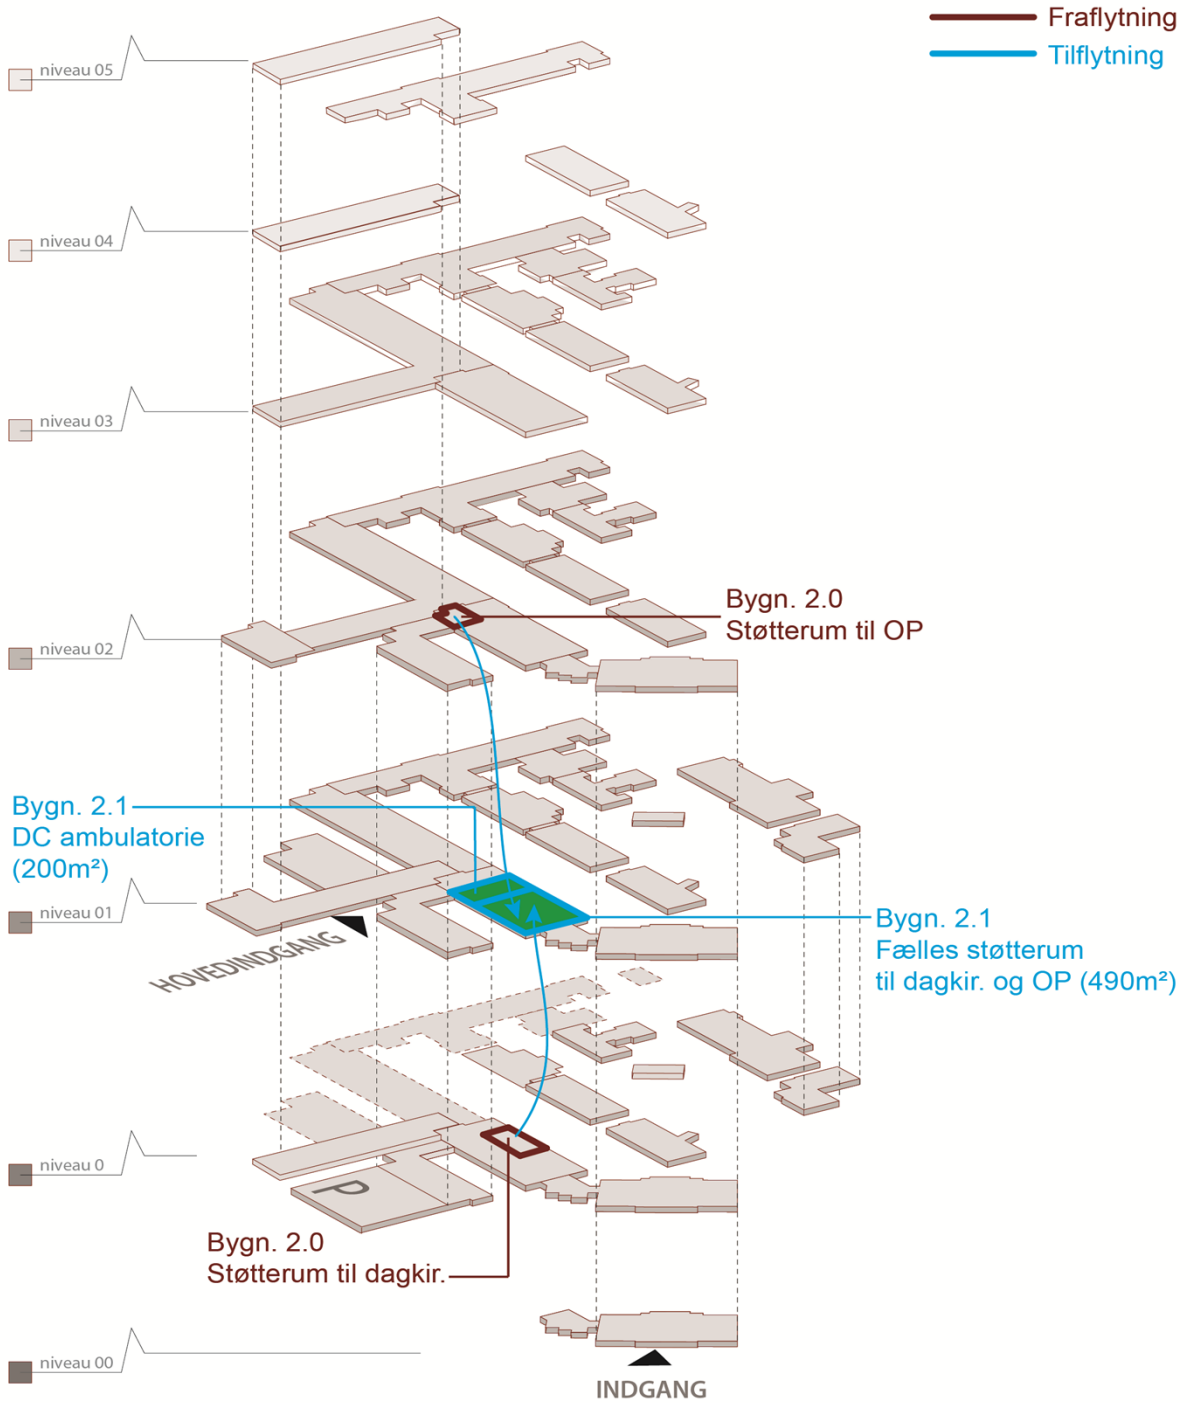 Fraflytning
Tilflytning
niveau 05
niveau 04
niveau 03
Bygn. 2.0
Støtterum til OP
niveau 02
Bygn. 2.1
DC ambulatorie
(200m²)
niveau 01
HOVEDINDGANG
Bygn. 2.1
Fælles støtterum
til dagkir. og OP (490m²)
niveau 0
P
Bygn. 2.0
Støtterum til dagkir.
niveau 00
INDGANG